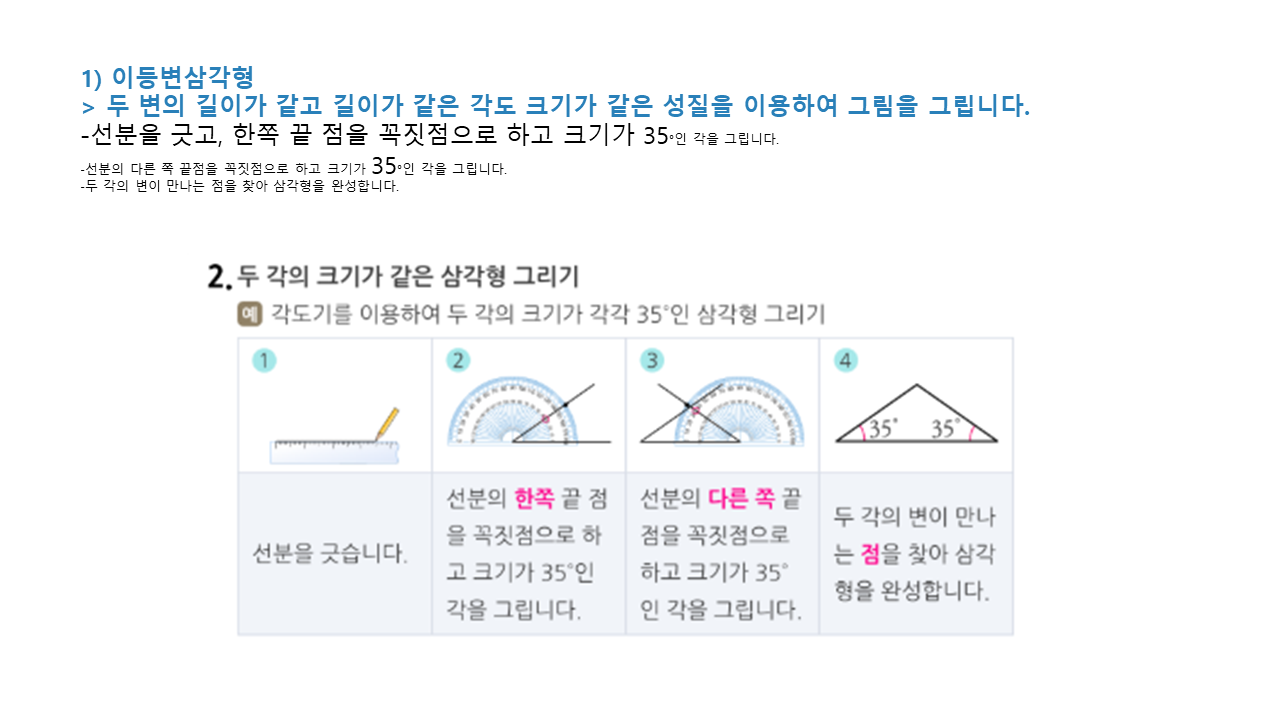 1) 이등변삼각형
> 두 변의 길이가 같고 길이가 같은 각도 크기가 같은 성질을 이용하여 그림을 그립니다.
-선분을 긋고, 한쪽 끝 점을 꼭짓점으로 하고 크기가 35°인 각을 그립니다.
-선분의 다른 쪽 끝점을 꼭짓점으로 하고 크기가 35°인 각을 그립니다.
-두 각의 변이 만나는 점을 찾아 삼각형을 완성합니다.
2. 두 각의 크기가 같은 삼각형 그리기
예 각도기를 이용하여 두 각의 크기가 각각 35°인 삼각형 그리기
1
선분을 긋습니다.
2
선분의 한쪽 끝 점
을 꼭짓점으로 하
고 크기가 35°인
각을 그립니다.
3
선분의 다른 쪽 끝
점을 꼭짓점으로
하고 크기가 35°
인 각을 그립니다.
4
35° 35°
두 각의 변이 만나
는 점을 찾아 삼각
형을 완성합니다.